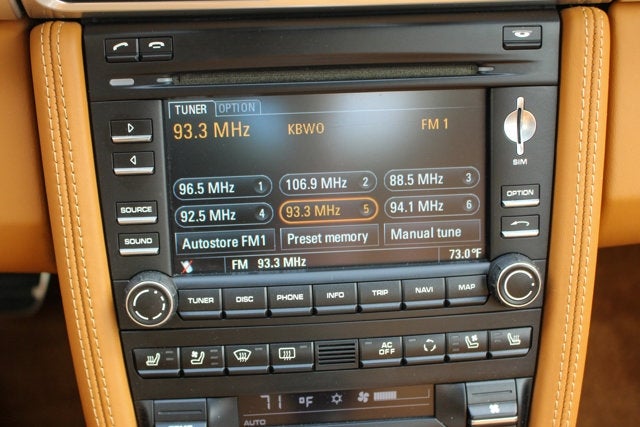 TUNER OPTION
93.3 MHz KBWO FM 1
SIM
96.5 MHz 1 106.9 MHz 2 88.5 MHz 3
92.5 MHz 4 93.3 MHz 5 94.1 MHz 6
SOURCE
OPTION
SOUND
Autostore FM1 Preset memory Manual tune
FM 93.3 MHz 73.0°F
TUNER DISC PHONE INFO TRIP NAVI MAP
AC
OFF
71 °F
AUTO